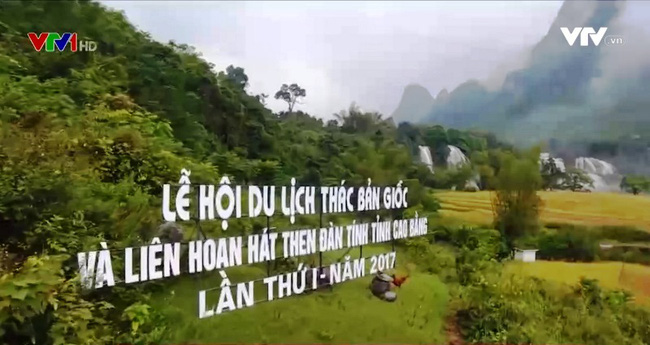 VTV1 HD
VTV.vn
LỄ HỘI DU LỊCH THÁC BẢN GIỐC
VÀ LIÊN HOAN HÁT THEN ĐÀN TÍNH TỈNH CAO BẰNG
LẦN THỨ I - NĂM 2017